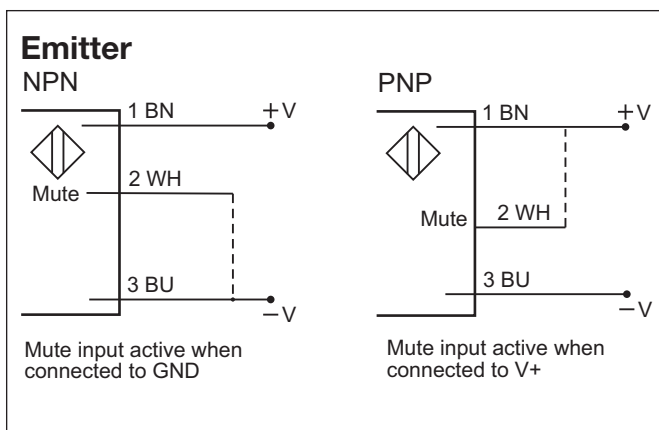 Emitter
NPN
1 BN
+V
Mute
2 WH
3 BU
−V
Mute input active when
connected to GND
PNP
1 BN
+V
Mute
2 WH
3 BU
−V
Mute input active when
connected to V+